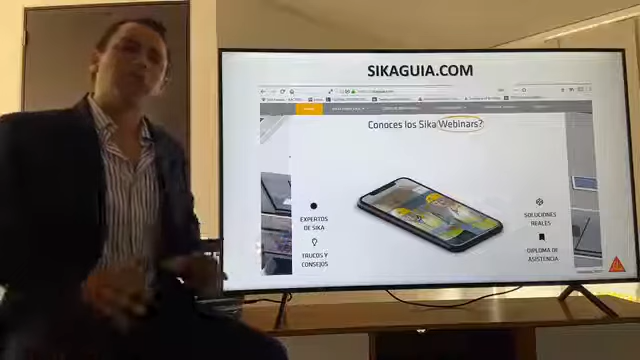 SIKAGUIA.COM
Conoces los Sika Webinars?
EXPERTOS
DE SIKA
TRUCOS Y
CONSEJOS
SOLUCIONES
REALES
DIPLOMA DE
ASISTENCIA